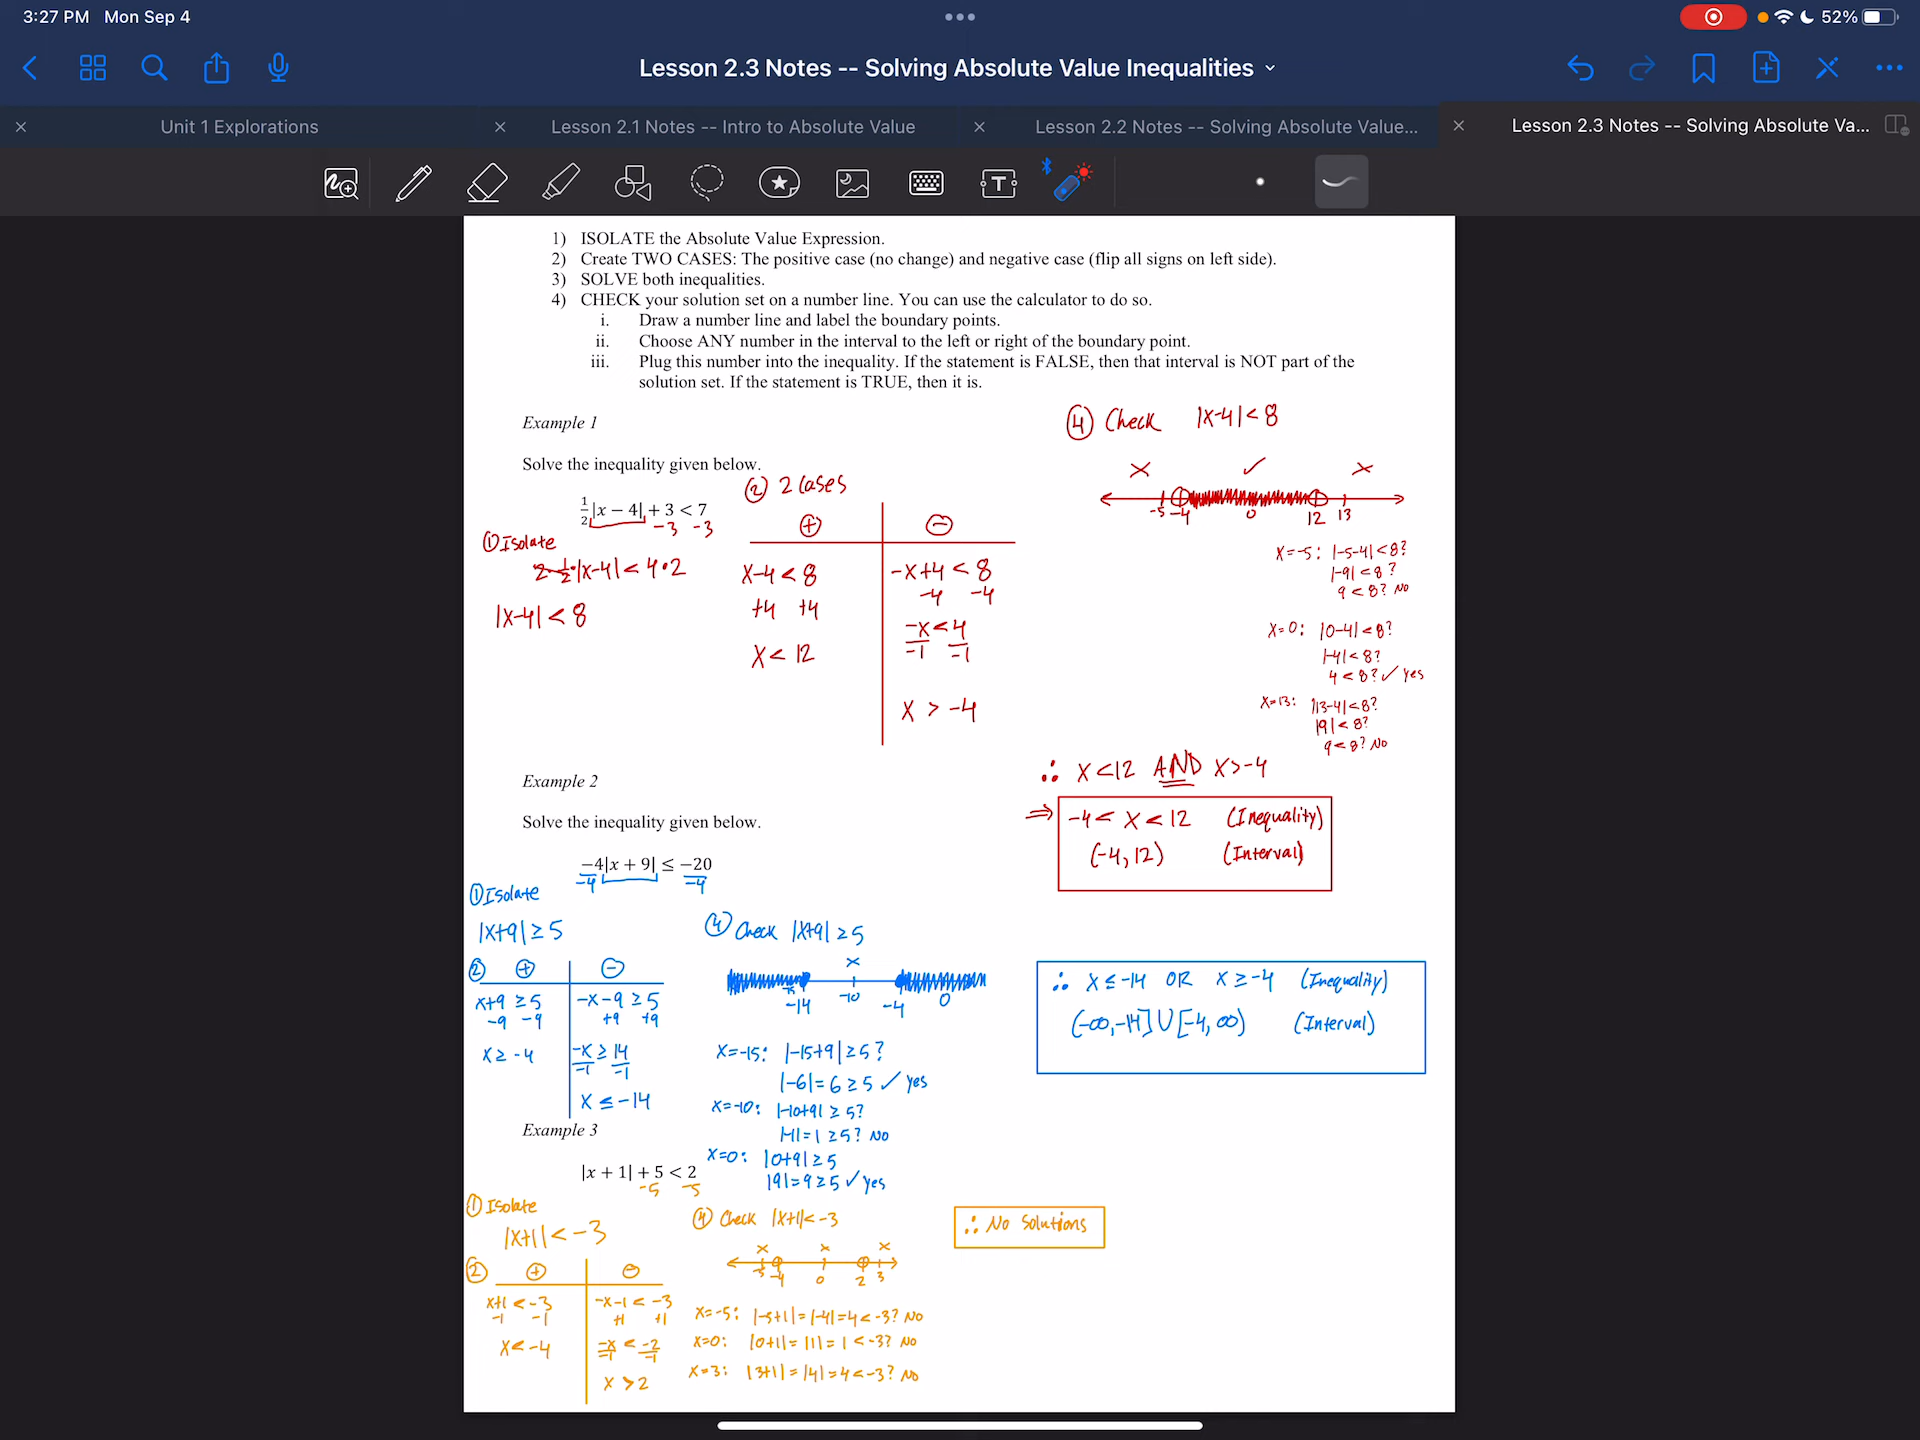 3:27 PM Mon Sep 4
52%
Lesson 2.3 Notes -- Solving Absolute Value Inequalities
Unit 1 Explorations
Lesson 2.1 Notes -- Intro to Absolute Value
Lesson 2.2 Notes -- Solving Absolute Value...
Lesson 2.3 Notes -- Solving Absolute Va...
1) ISOLATE the Absolute Value Expression.
2) Create TWO CASES: The positive case (no change) and negative case (flip all signs on left side).
3) SOLVE both inequalities.
4) CHECK your solution set on a number line. You can use the calculator to do so.
i. Draw a number line and label the boundary points.
ii. Choose ANY number in the interval to the left or right of the boundary point.
iii. Plug this number into the inequality. If the statement is FALSE, then that interval is NOT part of the
solution set. If the statement is TRUE, then it is.
Example 1
Solve the inequality given below.
½|x − 4| + 3 < 7
-3 -3
① Isolate
2·½·|x-4| < 4·2
|x-4| < 8
② 2 Cases
⊕ ⊖
x-4 < 8
+4 +4
x < 12
-x+4 < 8
-4 -4
-x < 4
-1 -1
x > -4
④ Check |x-4| < 8
x ✓ x
-5 -4 0 12 13
x=-5: |-5-4| < 8?
|-9| < 8?
9 < 8? No
x=0: |0-4| < 8?
|-4| < 8?
4 < 8? ✓ Yes
x=13: |13-4| < 8?
|9| < 8?
9 < 8? No
∴ x < 12 AND x > -4
⇒ -4 < x < 12 (Inequality)
(-4, 12) (Interval)
Example 2
Solve the inequality given below.
−4|x + 9| ≤ −20
-4 -4
① Isolate
|x+9| ≥ 5
② ⊕ ⊖
x+9 ≥ 5
-9 -9
x ≥ -4
-x-9 ≥ 5
+9 +9
-x ≥ 14
-1 -1
x ≤ -14
④ Check |x+9| ≥ 5
x
-15 -14 -10 -4 0
x=-15: |-15+9| ≥ 5?
|-6| = 6 ≥ 5 ✓ Yes
x=-10: |-10+9| ≥ 5?
|-1| = 1 ≥ 5? No
x=0: |0+9| ≥ 5
|9| = 9 ≥ 5 ✓ Yes
∴ x ≤ -14 OR x ≥ -4 (Inequality)
(-∞, -14] ∪ [-4, ∞) (Interval)
Example 3
|x + 1| + 5 < 2
-5 -5
① Isolate
|x+1| < -3
② ⊕ ⊖
x+1 < -3
-1 -1
x < -4
-x-1 < -3
+1 +1
-x < -2
-1 -1
x > 2
④ Check |x+1| < -3
x x x
-5 -4 0 2 3
x=-5: |-5+1| = |-4| = 4 < -3? No
x=0: |0+1| = |1| = 1 < -3? No
x=3: |3+1| = |4| = 4 < -3? No
∴ No Solutions